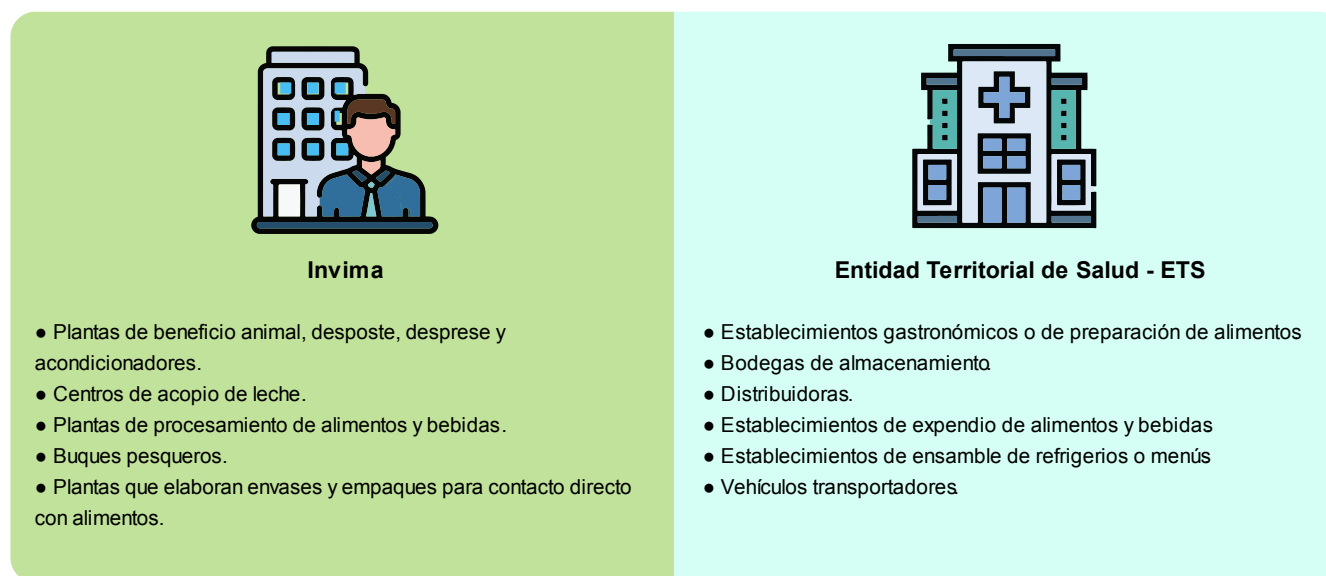 Invima
● Plantas de beneficio animal, desposte, desprese y
acondicionadores.
● Centros de acopio de leche.
● Plantas de procesamiento de alimentos y bebidas.
● Buques pesqueros.
● Plantas que elaboran envases y empaques para contacto directo
con alimentos.
Entidad Territorial de Salud - ETS
● Establecimientos gastronómicos o de preparación de alimentos
● Bodegas de almacenamiento.
● Distribuidoras.
● Establecimientos de expendio de alimentos y bebidas
● Establecimientos de ensamble de refrigerios o menús
● Vehículos transportadores.